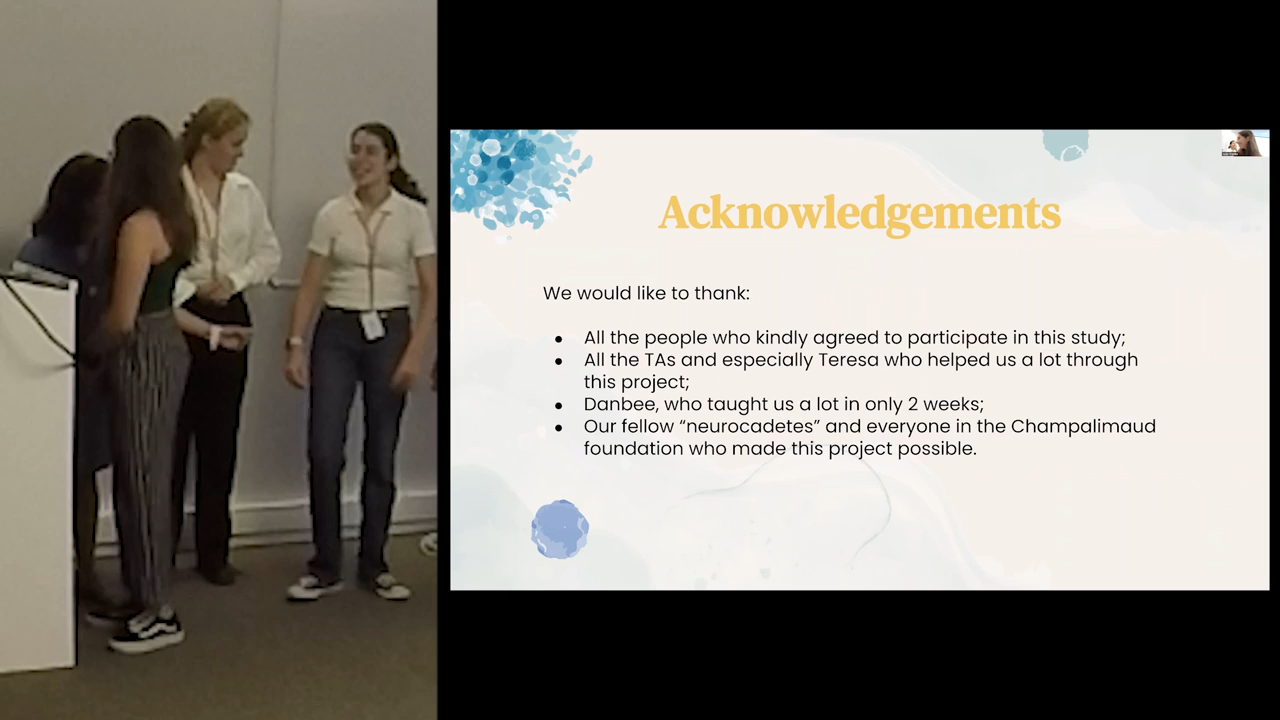 Acknowledgements
We would like to thank:
● All the people who kindly agreed to participate in this study;
● All the TAs and especially Teresa who helped us a lot through
this project;
● Danbee, who taught us a lot in only 2 weeks;
● Our fellow “neurocadetes” and everyone in the Champalimaud
foundation who made this project possible.